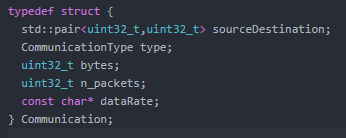 typedef struct {
std::pair<uint32_t,uint32_t> sourceDestination;
CommunicationType type;
uint32_t bytes;
uint32_t n_packets;
const char* dataRate;
} Communication;